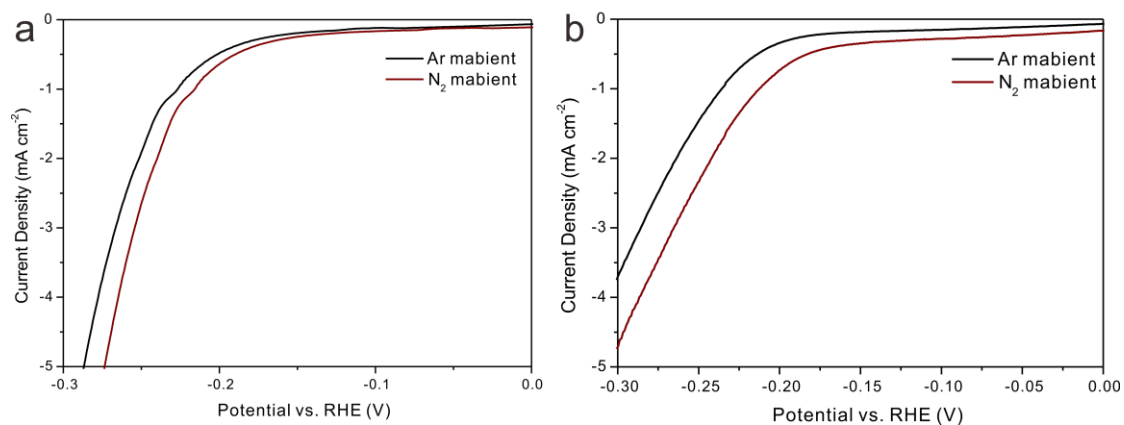 a
0
-1
-2
-3
-4
-5
-0.3
-0.2
-0.1
0.0
Current Density (mA cm⁻²)
Potential vs. RHE (V)
Ar mabient
N₂ mabient
b
0
-1
-2
-3
-4
-5
-0.30
-0.25
-0.20
-0.15
-0.10
-0.05
0.00
Current Density (mA cm⁻²)
Potential vs. RHE (V)
Ar mabient
N₂ mabient